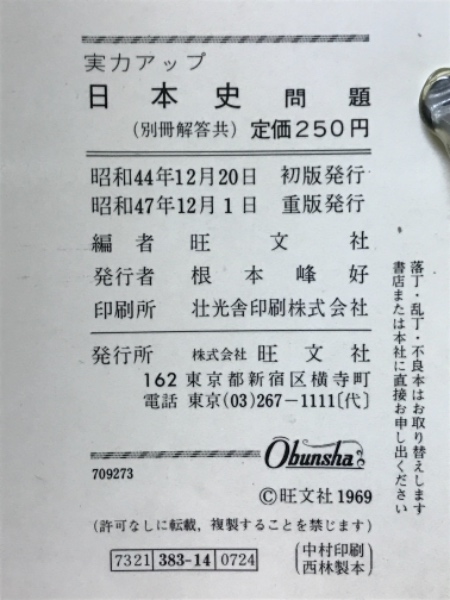 実力アップ
日本史問題
(別冊解答共) 定価250円
昭和44年12月20日 初版発行
昭和47年12月1日 重版発行
編者 旺文社
発行者 根本峰好
印刷所 壮光舎印刷株式会社
発行所 株式会社 旺文社
162 東京都新宿区横寺町
電話 東京(03)267-1111〔代〕
Obunsha
709273
©旺文社1969
(許可なしに転載,複製することを禁じます)
7321 383-14 0724
(中村印刷
西林製本)
落丁・乱丁・不良本はお取り替えします
書店または本社に直接お申し出ください